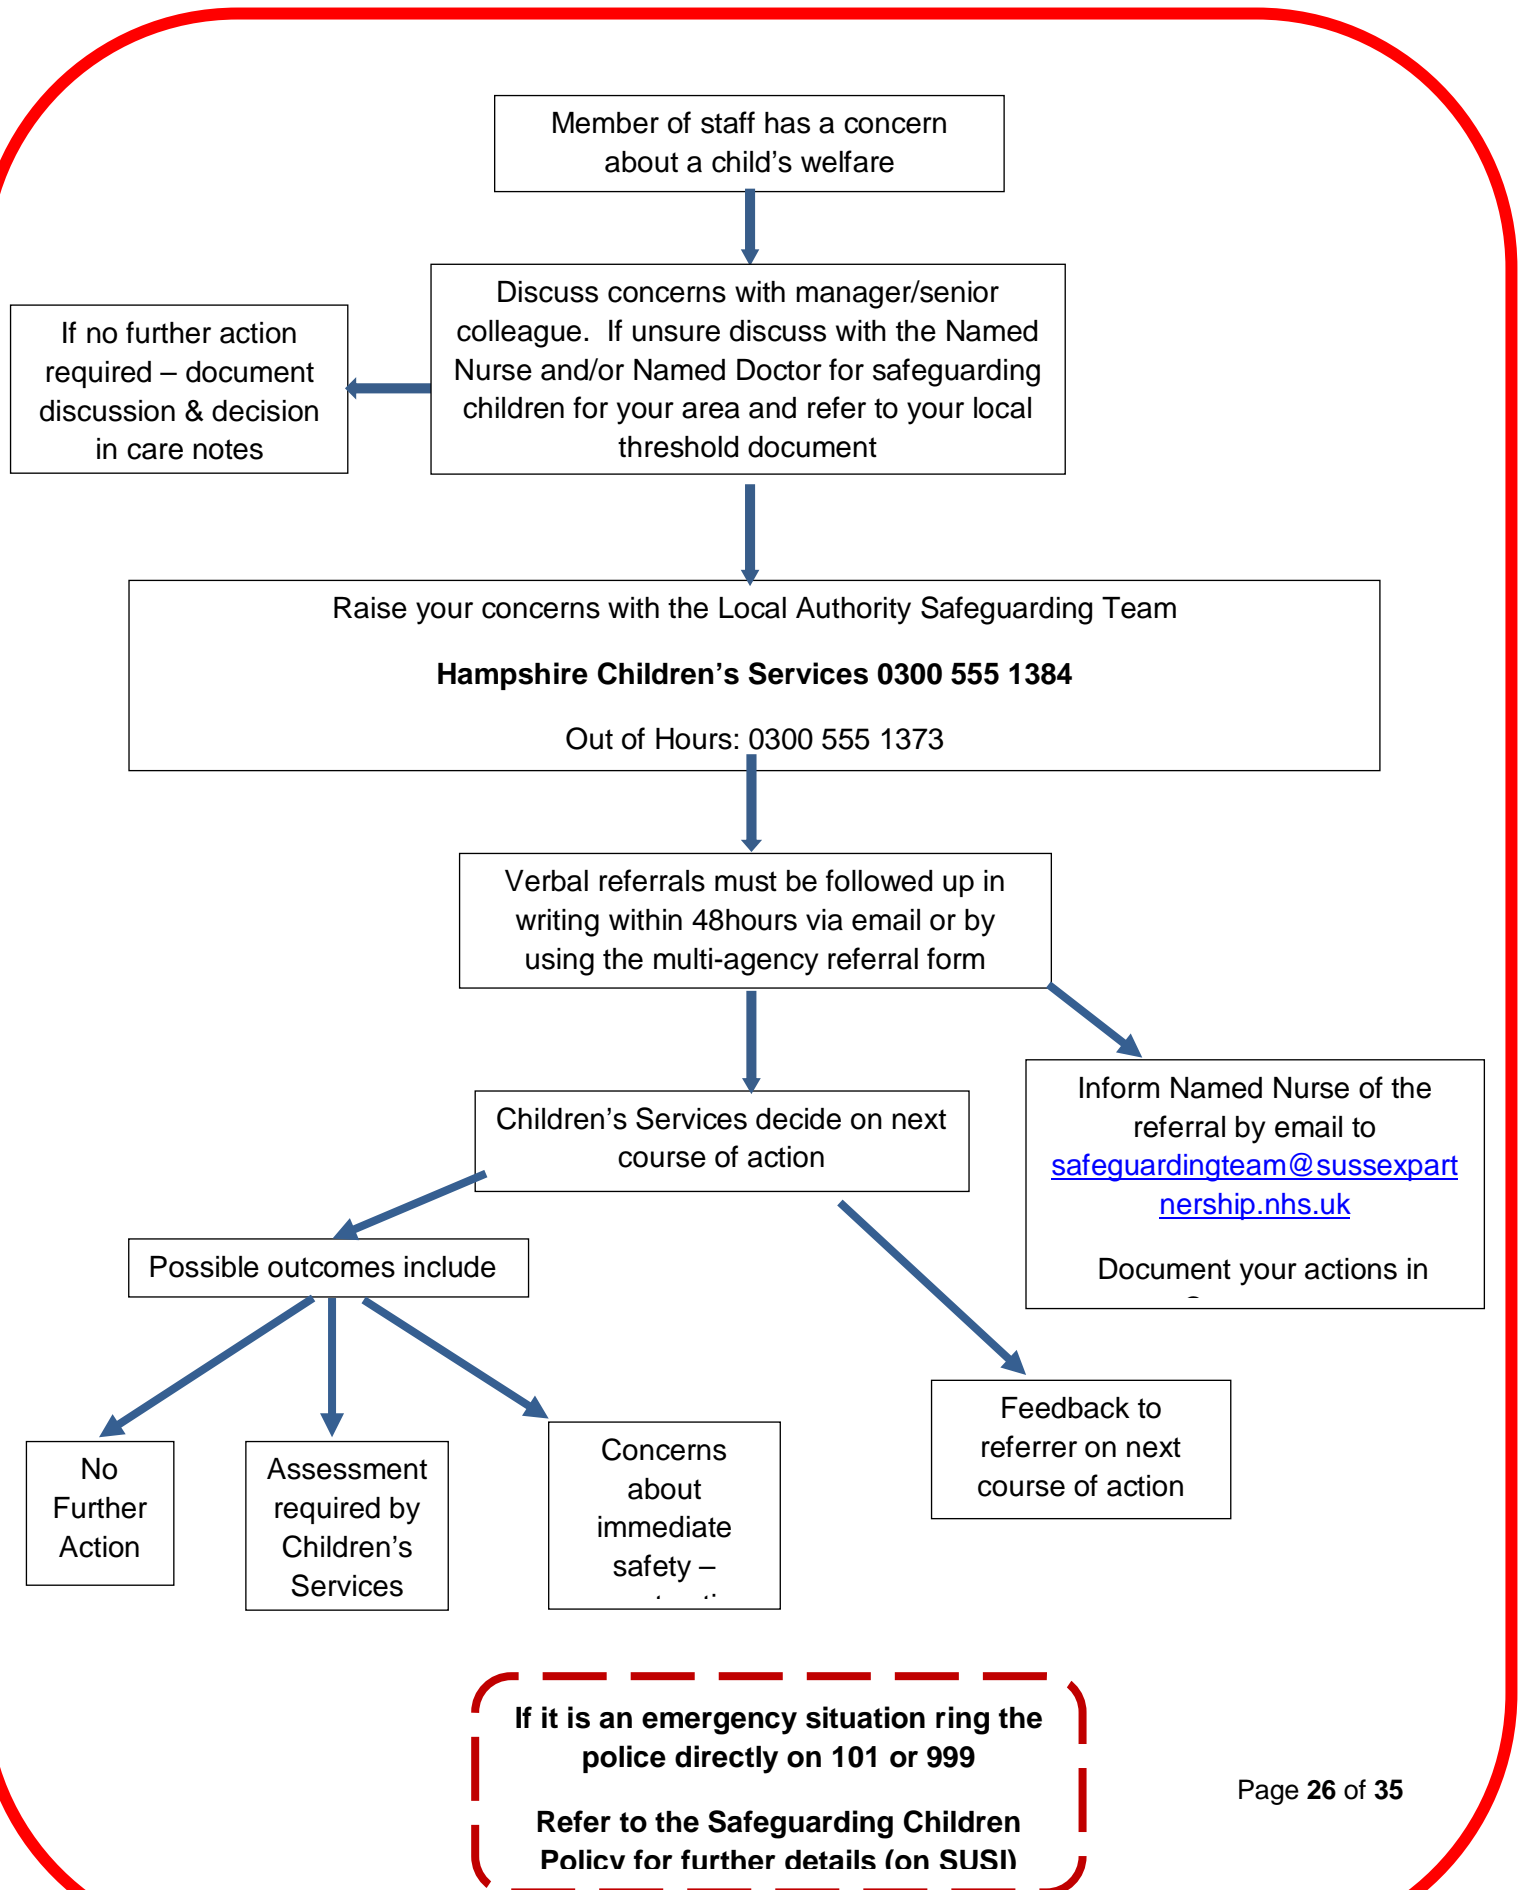 Member of staff has a concern
about a child’s welfare
Discuss concerns with manager/senior
colleague.  If unsure discuss with the Named
Nurse and/or Named Doctor for safeguarding
children for your area and refer to your local
threshold document
If no further action
required – document
discussion & decision
in care notes
Raise your concerns with the Local Authority Safeguarding Team
Hampshire Children’s Services 0300 555 1384
Out of Hours: 0300 555 1373
Verbal referrals must be followed up in
writing within 48hours via email or by
using the multi-agency referral form
Inform Named Nurse of the
referral by email to
safeguardingteam@sussexpart
nership.nhs.uk
Document your actions in
Children’s Services decide on next
course of action
Possible outcomes include
No
Further
Action
Assessment
required by
Children’s
Services
Concerns
about
immediate
safety –
Feedback to
referrer on next
course of action
If it is an emergency situation ring the
police directly on 101 or 999
Refer to the Safeguarding Children
Policy for further details (on SUSI)
Page 26 of 35